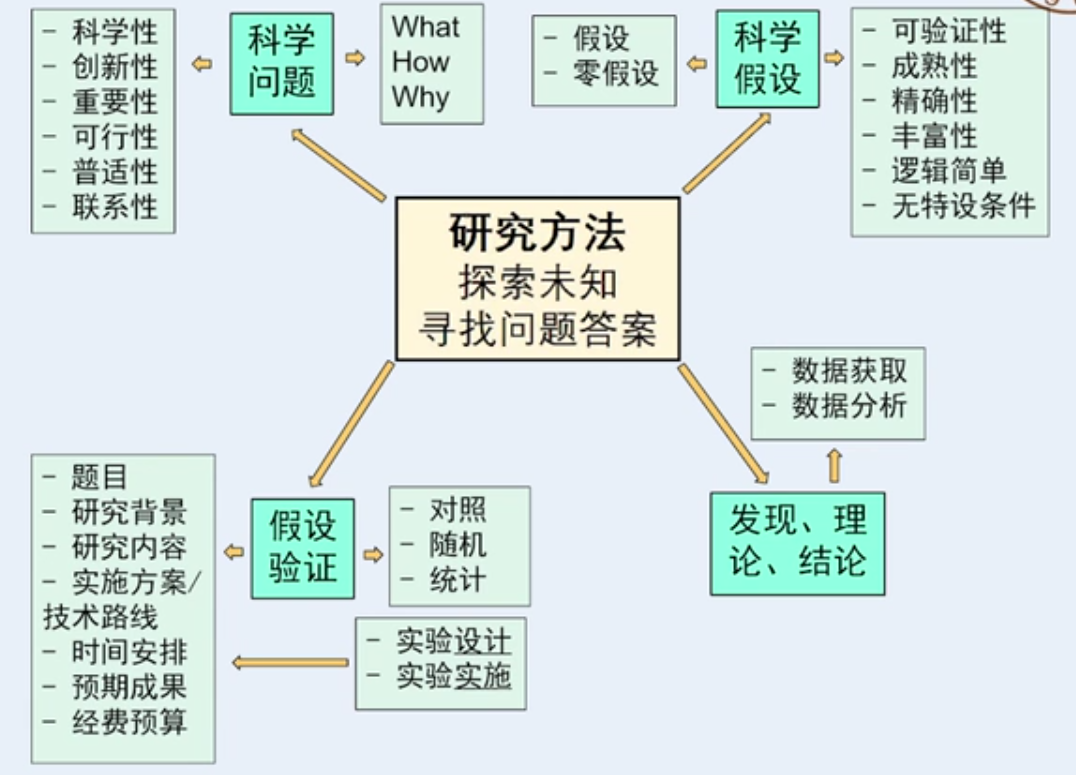 - 科学性
- 创新性
- 重要性
- 可行性
- 普适性
- 联系性
科学
问题
What
How
Why
- 假设
- 零假设
科学
假设
- 可验证性
- 成熟性
- 精确性
- 丰富性
- 逻辑简单
- 无特设条件
研究方法
探索未知
寻找问题答案
- 题目
- 研究背景
- 研究内容
- 实施方案/
技术路线
- 时间安排
- 预期成果
- 经费预算
假设
验证
- 对照
- 随机
- 统计
- 实验设计
- 实验实施
- 数据获取
- 数据分析
发现、理
论、结论